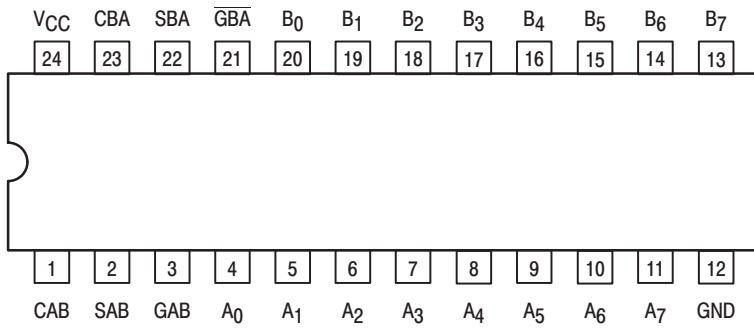 VCC CBA SBA GBA B0 B1 B2 B3 B4 B5 B6 B7
24 23 22 21 20 19 18 17 16 15 14 13
1 2 3 4 5 6 7 8 9 10 11 12
CAB SAB GAB A0 A1 A2 A3 A4 A5 A6 A7 GND